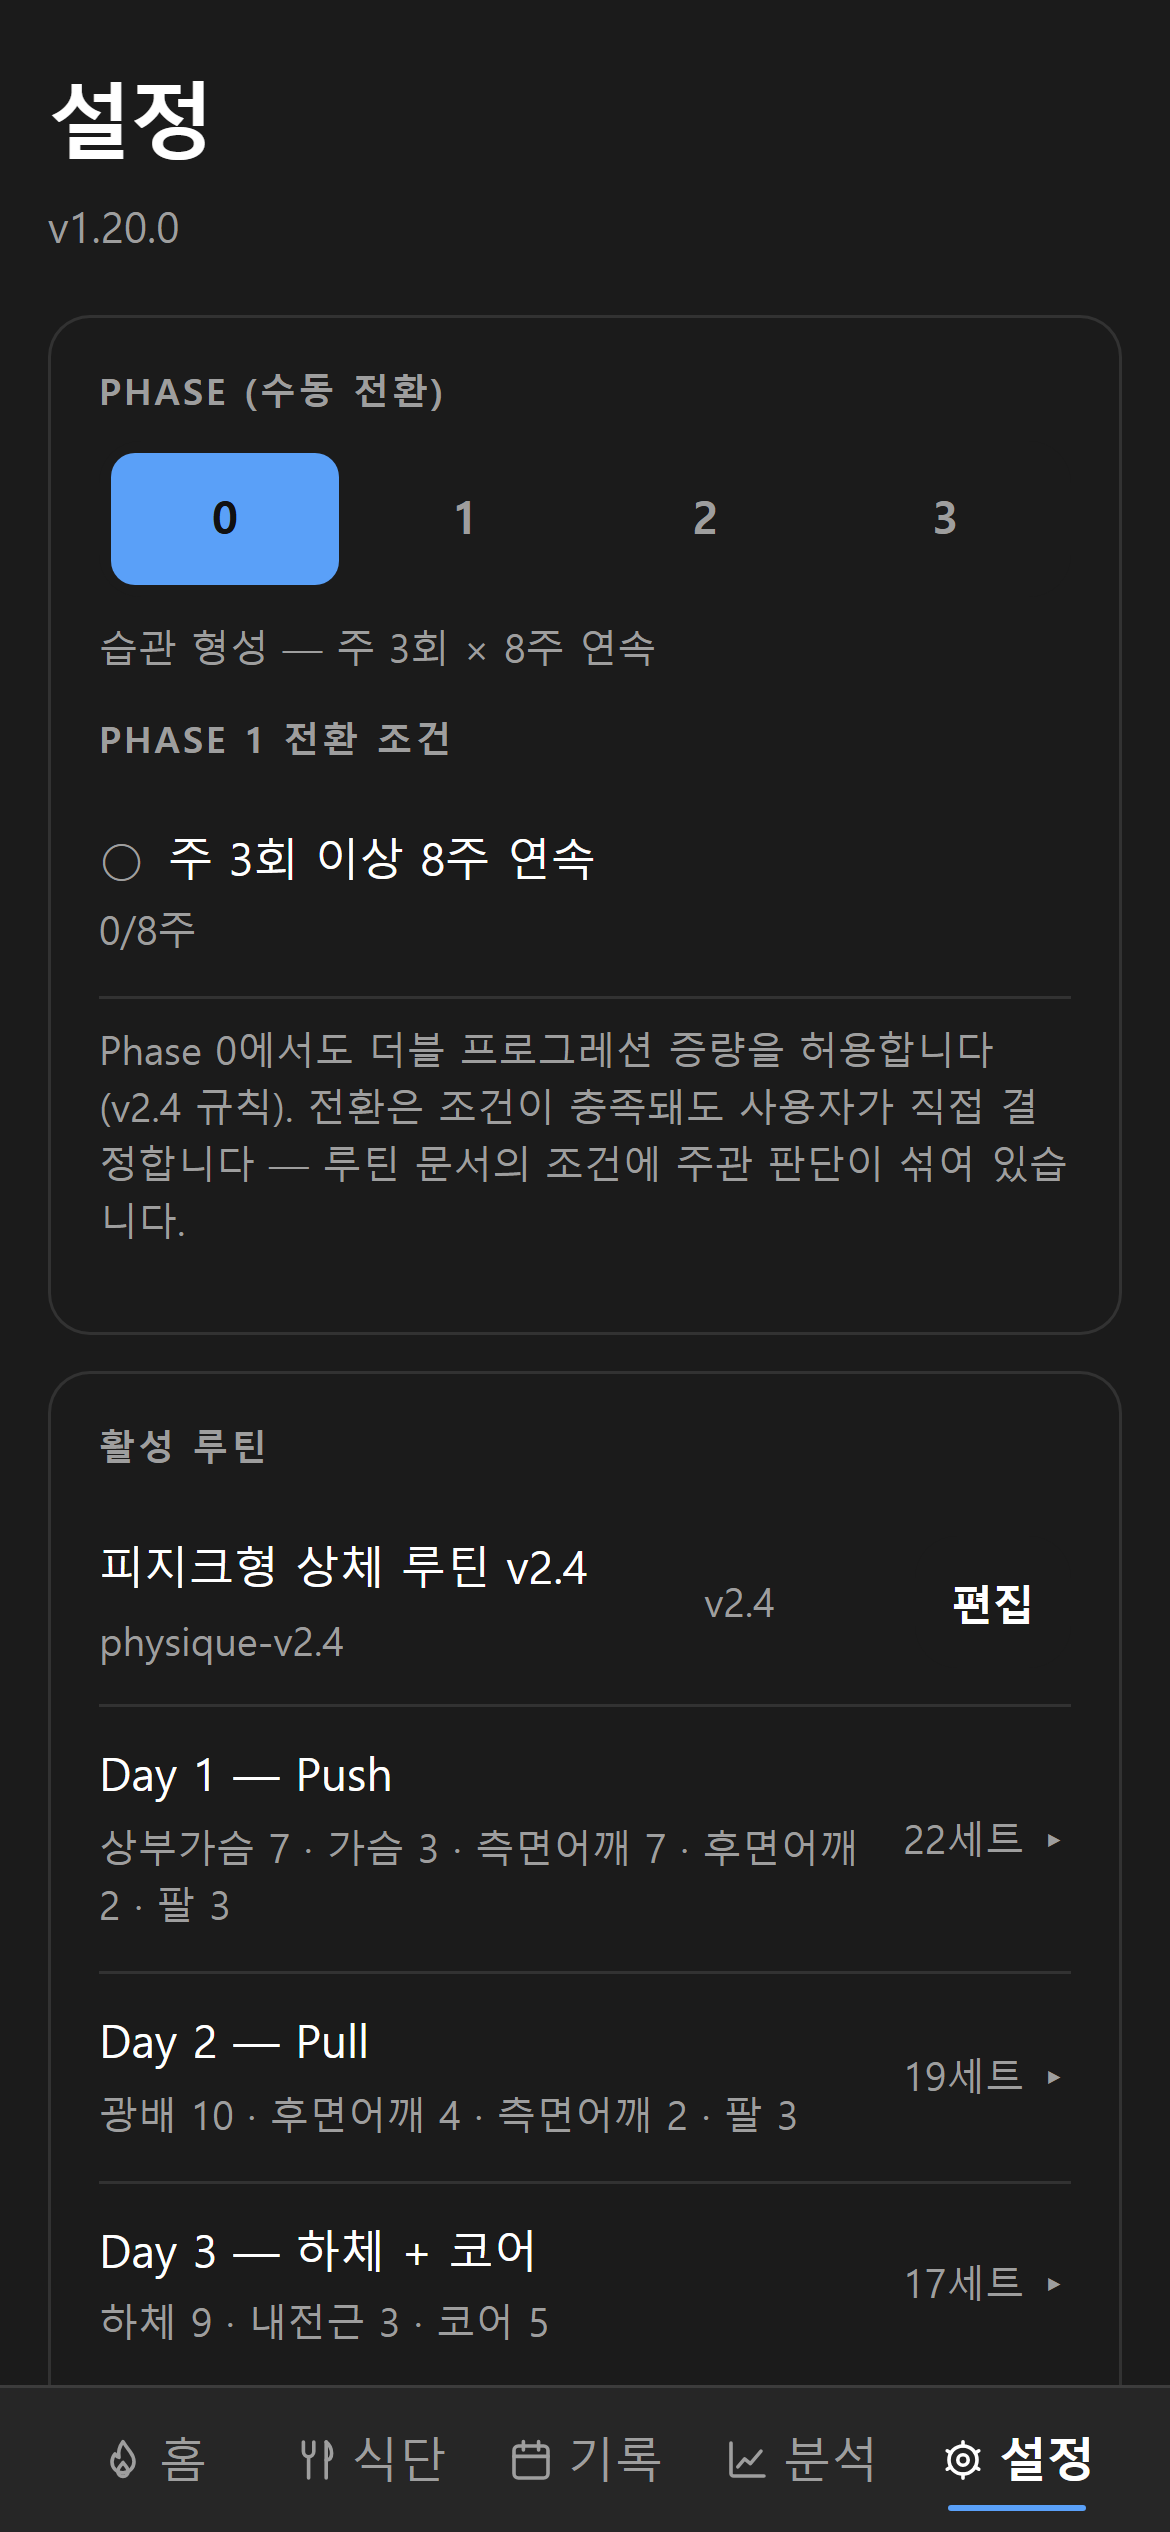 설정
v1.20.0
PHASE (수동 전환)
0 1 2 3
습관 형성 — 주 3회 × 8주 연속
PHASE 1 전환 조건
○ 주 3회 이상 8주 연속
0/8주
Phase 0에서도 더블 프로그레션 증량을 허용합니다
(v2.4 규칙). 전환은 조건이 충족돼도 사용자가 직접 결
정합니다 — 루틴 문서의 조건에 주관 판단이 섞여 있습
니다.
활성 루틴
피지크형 상체 루틴 v2.4
physique-v2.4
v2.4
편집
Day 1 — Push
상부가슴 7 · 가슴 3 · 측면어깨 7 · 후면어깨
2 · 팔 3
22세트 ▸
Day 2 — Pull
광배 10 · 후면어깨 4 · 측면어깨 2 · 팔 3
19세트 ▸
Day 3 — 하체 + 코어
하체 9 · 내전근 3 · 코어 5
17세트 ▸
홈 식단 기록 분석 설정